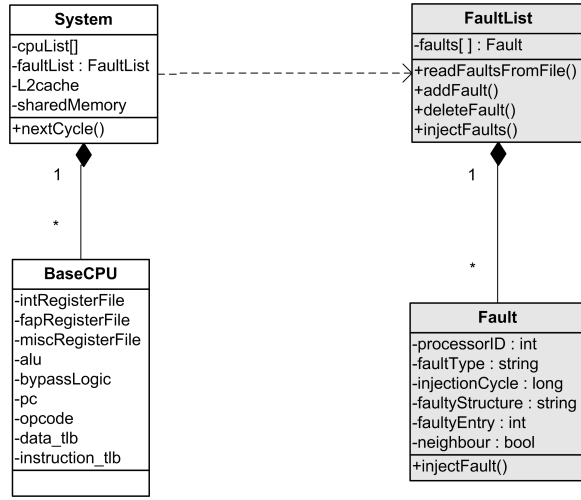 System
-cpuList[]
-faultList : FaultList
-L2cache
-sharedMemory
+nextCycle()
1
*
BaseCPU
-intRegisterFile
-fapRegisterFile
-miscRegisterFile
-alu
-bypassLogic
-pc
-opcode
-data_tlb
-instruction_tlb
FaultList
-faults[ ] : Fault
+readFaultsFromFile()
+addFault()
+deleteFault()
+injectFaults()
1
*
Fault
-processorID : int
-faultType : string
-injectionCycle : long
-faultyStructure : string
-faultyEntry : int
-neighbour : bool
+injectFault()